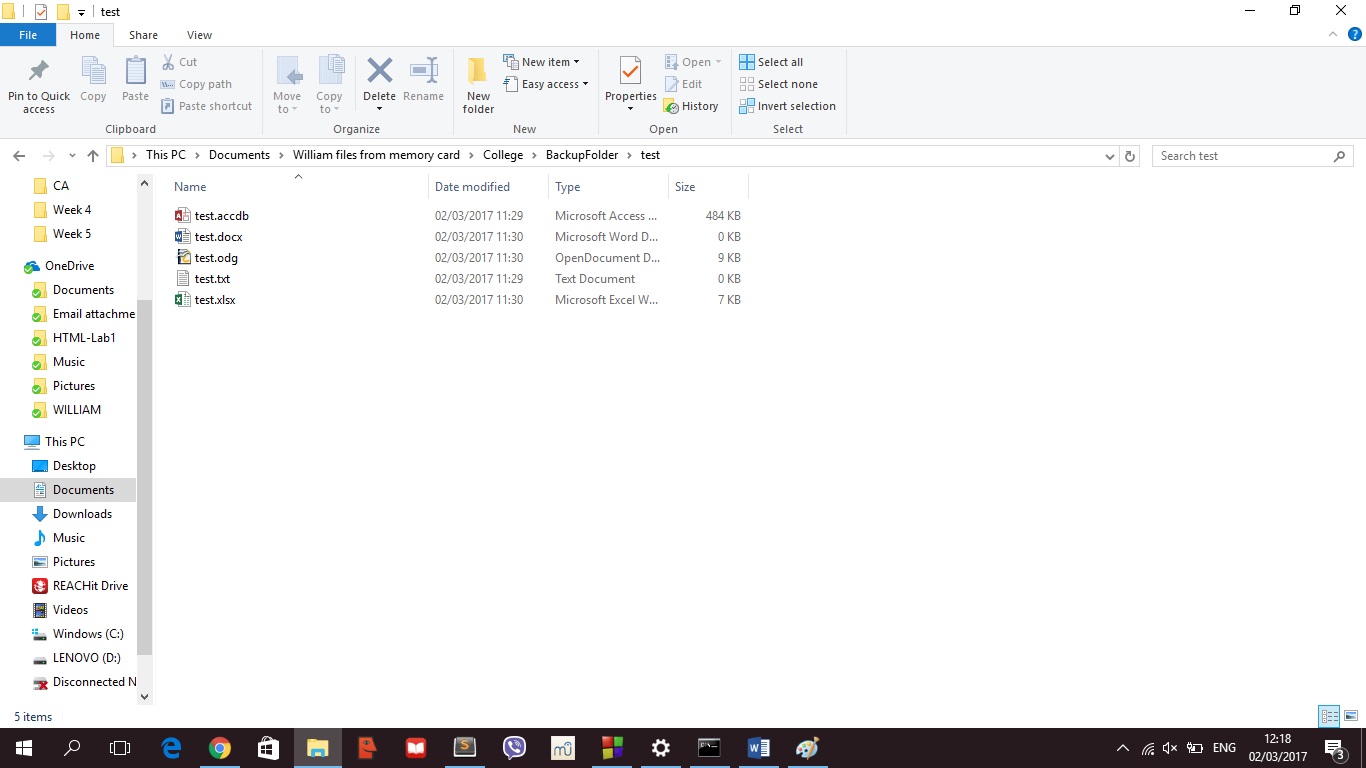 test
File Home Share View
Pin to Quick access
Copy
Paste
Cut
Copy path
Paste shortcut
Clipboard
Move to
Copy to
Delete
Rename
Organize
New folder
New item
Easy access
New
Properties
Open
Edit
History
Open
Select all
Select none
Invert selection
Select
This PC > Documents > William files from memory card > College > BackupFolder > test
Search test
CA
Week 4
Week 5
OneDrive
Documents
Email attachme
HTML-Lab1
Music
Pictures
WILLIAM
This PC
Desktop
Documents
Downloads
Music
Pictures
REACHit Drive
Videos
Windows (C:)
LENOVO (D:)
Disconnected N
Name Date modified Type Size
test.accdb 02/03/2017 11:29 Microsoft Access ... 484 KB
test.docx 02/03/2017 11:30 Microsoft Word D... 0 KB
test.odg 02/03/2017 11:30 OpenDocument D... 9 KB
test.txt 02/03/2017 11:29 Text Document 0 KB
test.xlsx 02/03/2017 11:30 Microsoft Excel W... 7 KB
5 items
ENG
12:18
02/03/2017
3